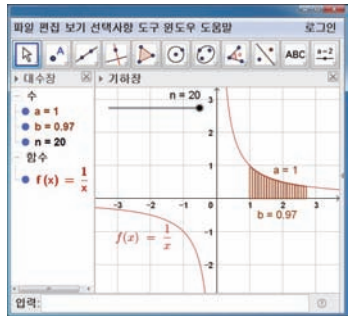 파일 편집 보기 선택사항 도구 윈도우 도움말 로그인
A ABC a=2
대수창
기하창
수
a = 1
b = 0.97
n = 20
함수
f(x) = 1/x
n = 20
3
2
1
a = 1
-3 -2 -1 0 1 2 3
b = 0.97
f(x) = 1/x
-1
-2
입력: